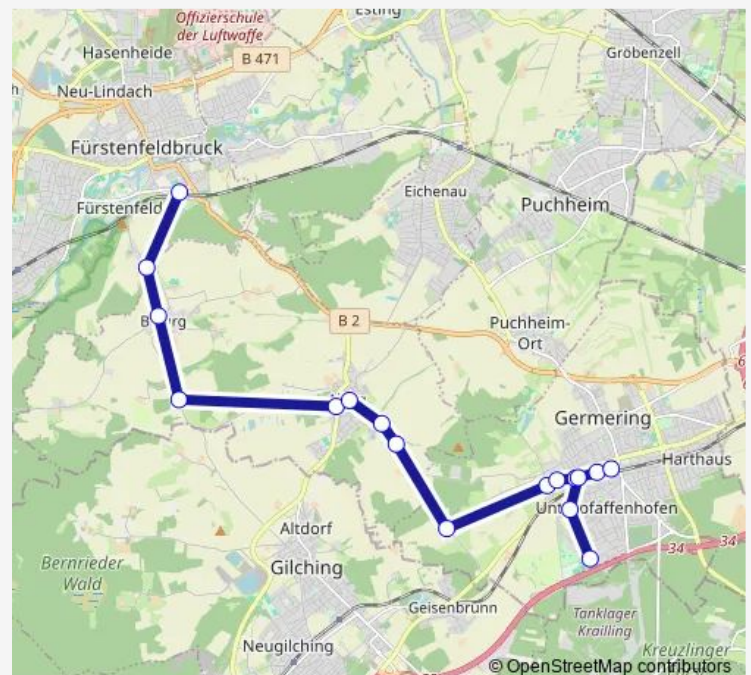 Esting
Offizierschule
der Luftwaffe
Hasenheide
B 471
Gröbenzell
Neu-Lindach
Fürstenfeldbruck
Eichenau
Fürstenfeld
Puchheim
B 2
Puchheim-
Ort
Germering
Harthaus
Altdorf
34
34
Bernrieder
Wald
Gilching
Geisenbrunn
Tanklager
Krailling
Neugilching
Kreuzlinger
© OpenStreetMap contributors